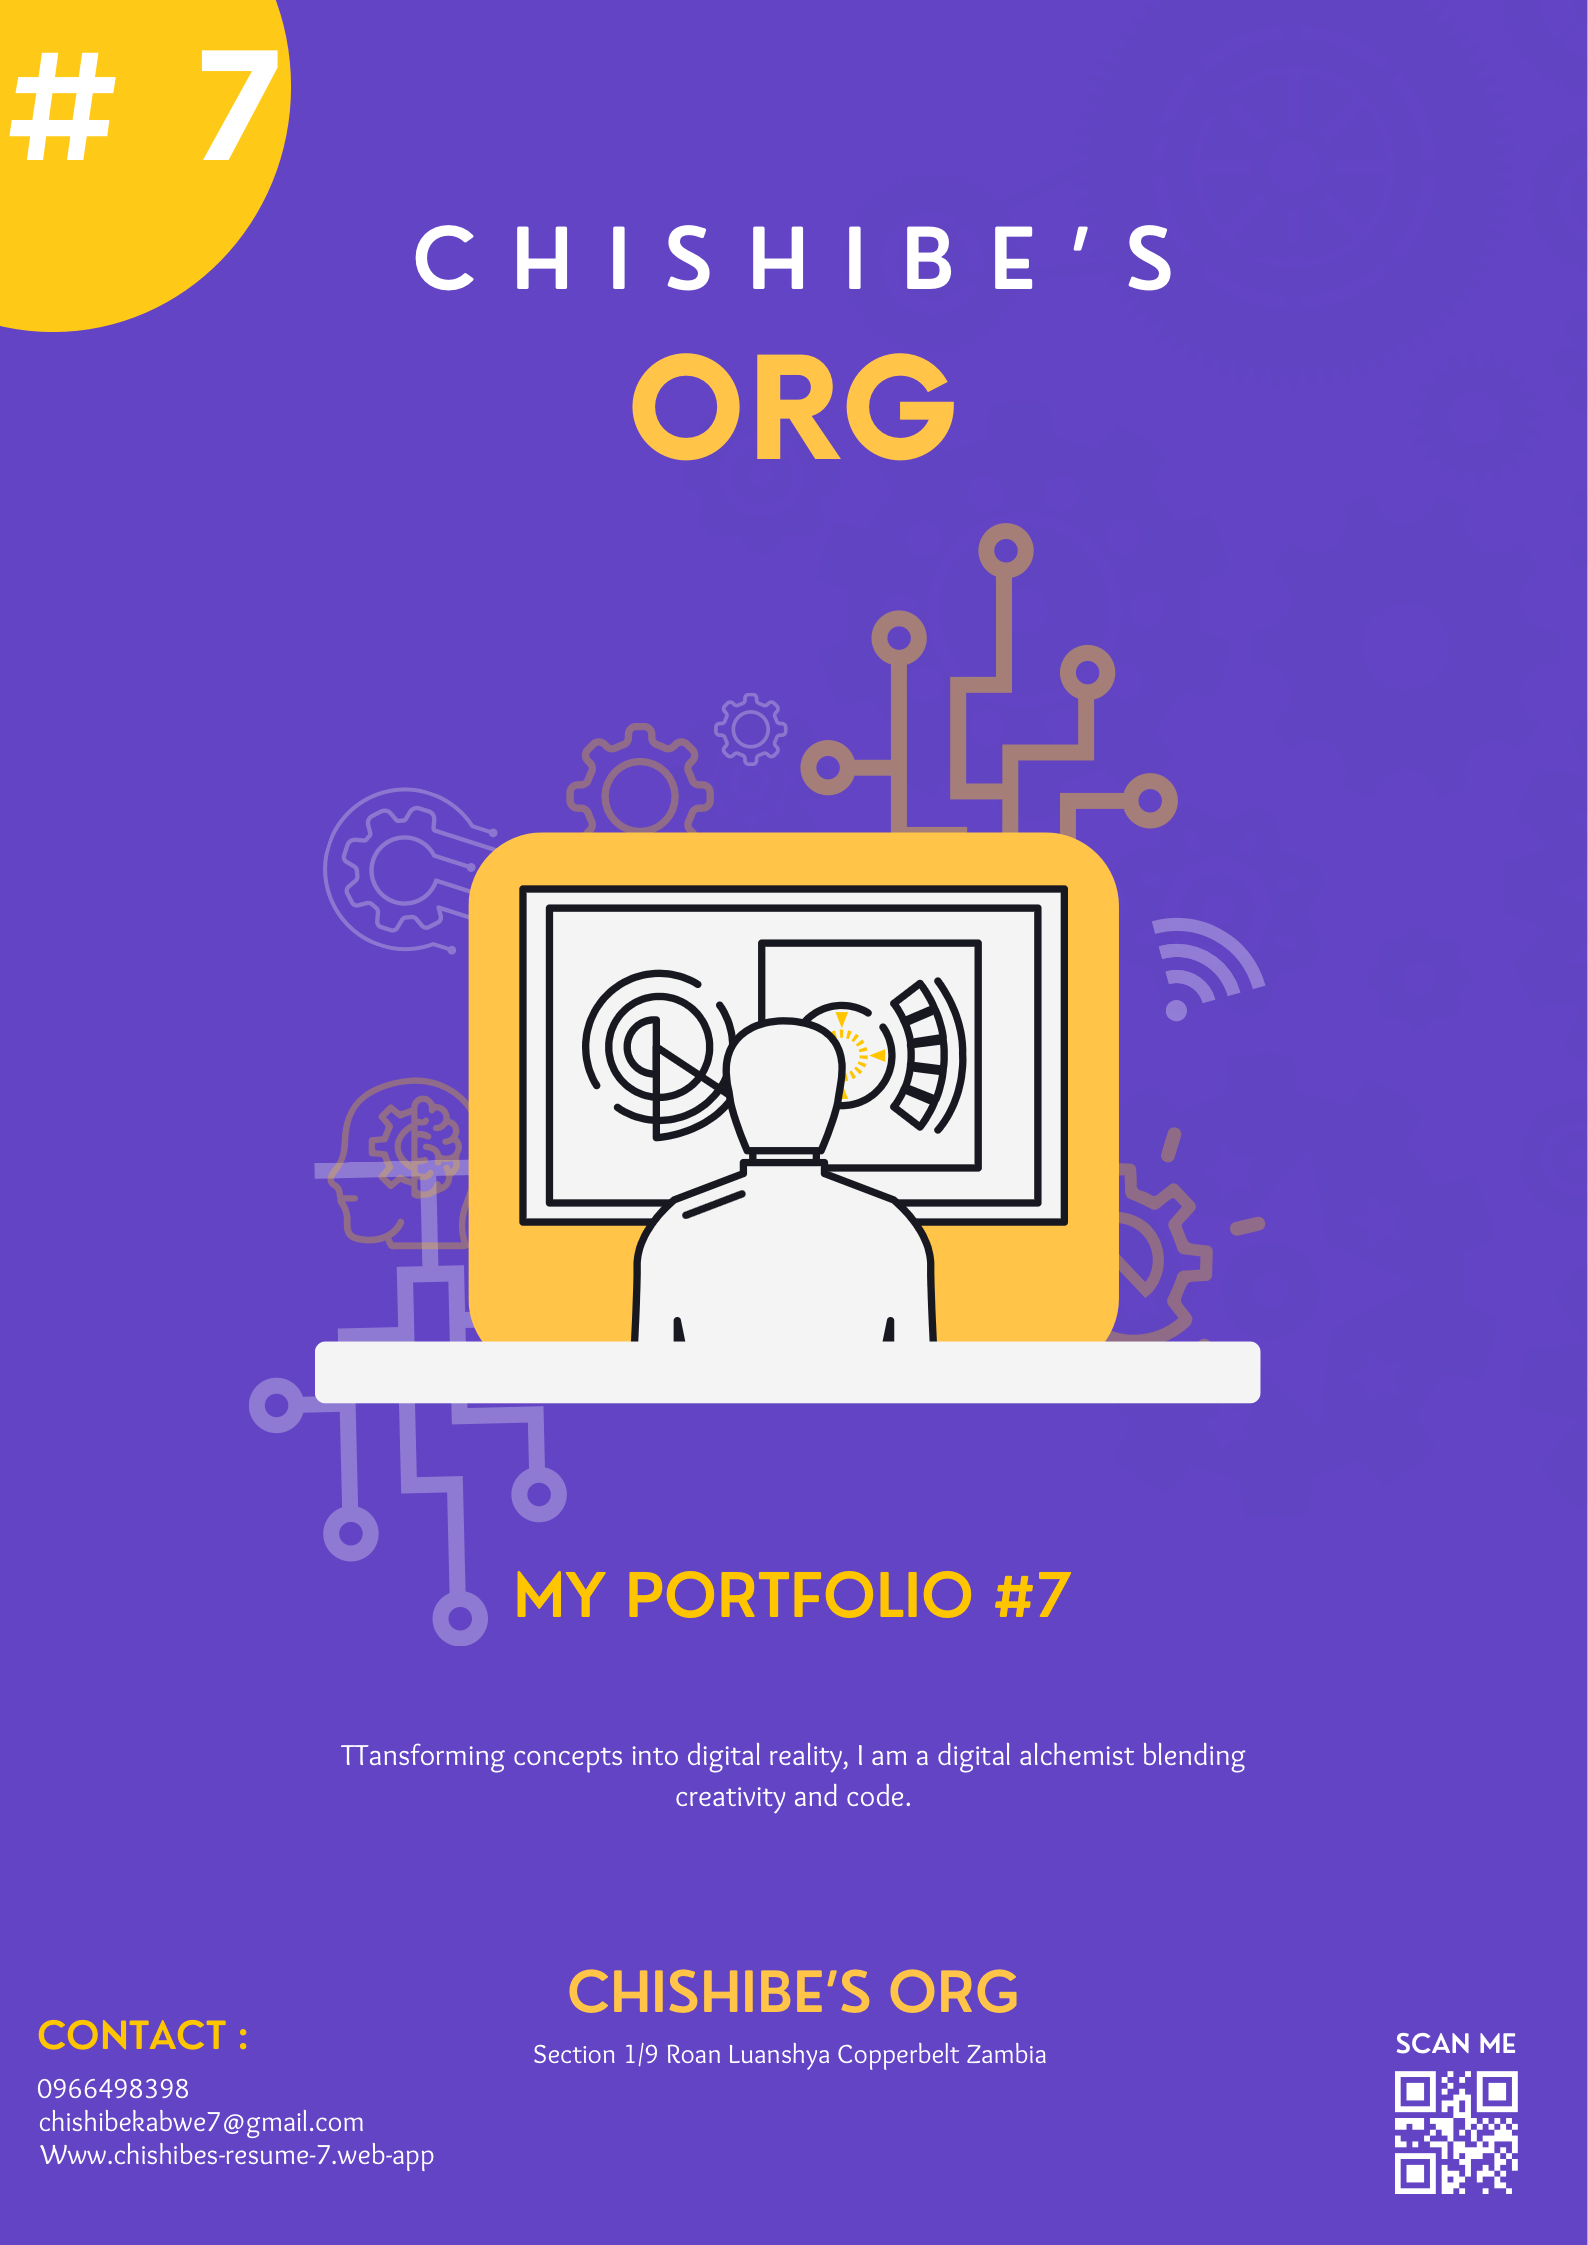 # 7
CHISHIBE'S
ORG
MY PORTFOLIO #7
TTansforming concepts into digital reality, I am a digital alchemist blending
creativity and code.
CHISHIBE'S ORG
Section 1/9 Roan Luanshya Copperbelt Zambia
CONTACT :
0966498398
chishibekabwe7@gmail.com
Www.chishibes-resume-7.web-app
SCAN ME